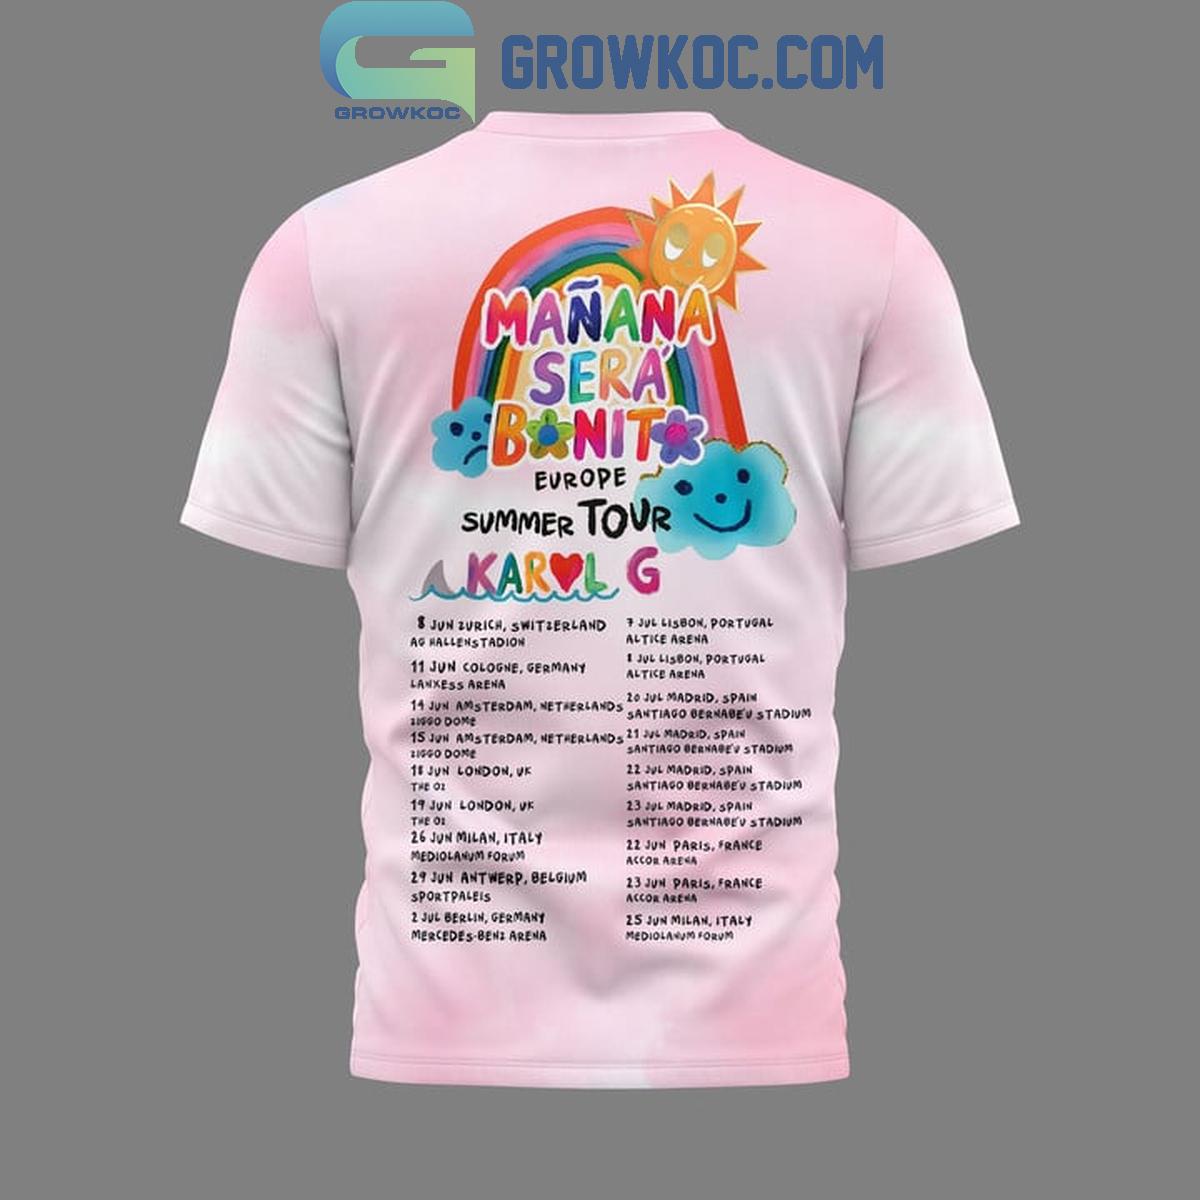 GROWKOC
GROWKOC.COM
MAÑANA
SERÁ
BONITO
EUROPE
SUMMER TOUR
KAROL G
8 JUN ZURICH, SWITZERLAND
AG HALLENSTADION
11 JUN COLOGNE, GERMANY
LANXESS ARENA
14 JUN AMSTERDAM, NETHERLANDS
ZIGGO DOME
15 JUN AMSTERDAM, NETHERLANDS
ZIGGO DOME
18 JUN LONDON, UK
THE O2
19 JUN LONDON, UK
THE O2
26 JUN MILAN, ITALY
MEDIOLANUM FORUM
29 JUN ANTWERP, BELGIUM
SPORTPALEIS
2 JUL BERLIN, GERMANY
MERCEDES-BENZ ARENA
7 JUL LISBON, PORTUGAL
ALTICE ARENA
8 JUL LISBON, PORTUGAL
ALTICE ARENA
20 JUL MADRID, SPAIN
SANTIAGO BERNABÉU STADIUM
21 JUL MADRID, SPAIN
SANTIAGO BERNABÉU STADIUM
22 JUL MADRID, SPAIN
SANTIAGO BERNABÉU STADIUM
23 JUL MADRID, SPAIN
SANTIAGO BERNABÉU STADIUM
22 JUN PARIS, FRANCE
ACCOR ARENA
23 JUN PARIS, FRANCE
ACCOR ARENA
25 JUN MILAN, ITALY
MEDIOLANUM FORUM